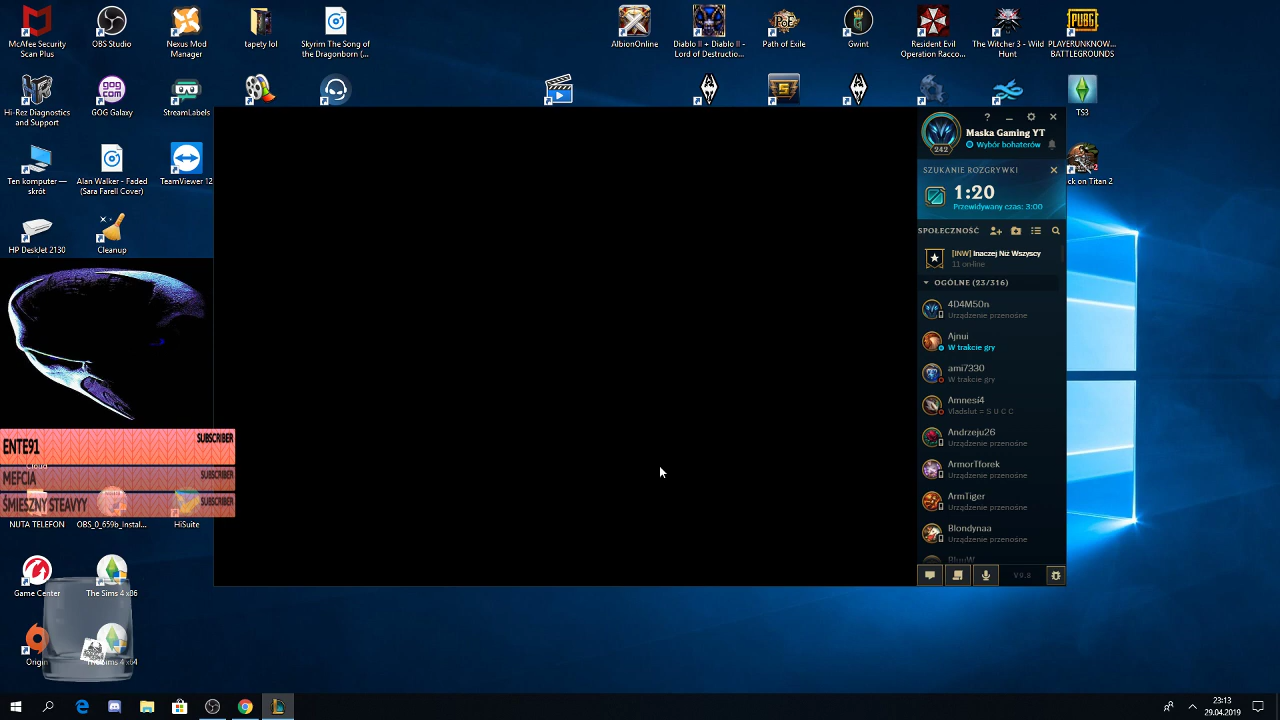 McAfee Security
Scan Plus
OBS Studio
Nexus Mod
Manager
tapety lol
Skyrim The Song of
the Dragonborn (...
AlbionOnline
Diablo II + Diablo II -
Lord of Destructio...
Path of Exile
Gwint
Resident Evil
Operation Racco...
The Witcher 3 - Wild
Hunt
PLAYERUNKNOW...
BATTLEGROUNDS
Hi-Rez Diagnostics
and Support
GOG Galaxy
StreamLabels
TS3
Ten komputer —
skrót
Alan Walker - Faded
(Sara Farell Cover)
TeamViewer 12
ck on Titan 2
HP DeskJet 2130
Cleanup
242
Maska Gaming YT
Wybór bohaterów
SZUKANIE ROZGRYWKI
1:20
Przewidywany czas: 3:00
SPOŁECZNOŚĆ
[INW] Inaczej Niż Wszyscy
11 on-line
OGÓLNE (23/316)
4D4M50n
Urządzenie przenośne
Ajnui
W trakcie gry
ami7330
W trakcie gry
Amnesi4
Vladslut = S U C C
Andrzeju26
Urządzenie przenośne
ArmorTforek
Urządzenie przenośne
ArmTiger
Urządzenie przenośne
Blondynaa
Urządzenie przenośne
V9.8
ENTE91
SUBSCRIBER
MEFCIA
SUBSCRIBER
ŚMIESZNY STEAVYY
SUBSCRIBER
NUTA TELEFON
OBS_0_659b_Instal...
HiSuite
Game Center
The Sims 4 x86
Origin
The Sims 4 x64
23:13
29.04.2019